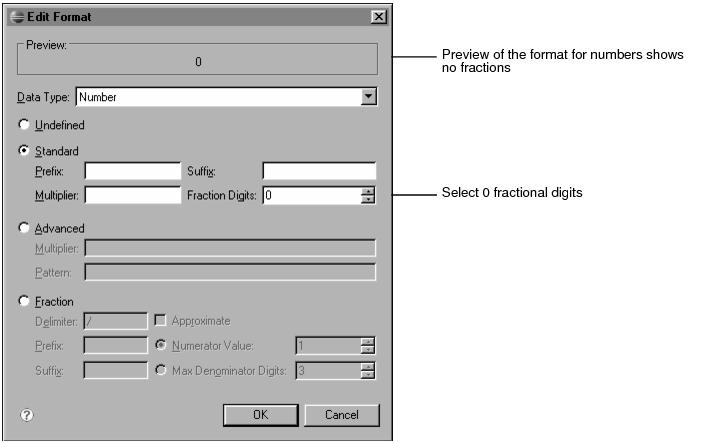 Edit Format
Preview:
0
Preview of the format for numbers shows
no fractions
Data Type: Number
Undefined
Standard
Prefix: Suffix:
Multiplier: Fraction Digits: 0
Select 0 fractional digits
Advanced
Multiplier:
Pattern:
Fraction
Delimiter: / Approximate
Prefix: Numerator Value: 1
Suffix: Max Denominator Digits: 3
? OK Cancel